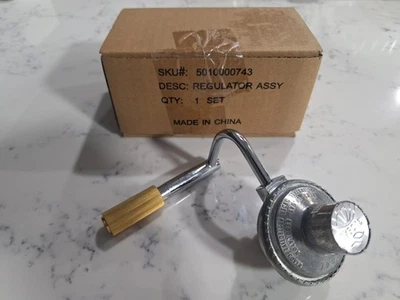 SKU#: 5010000743
DESC: REGULATOR ASSY
QTY: 1 SET
MADE IN CHINA